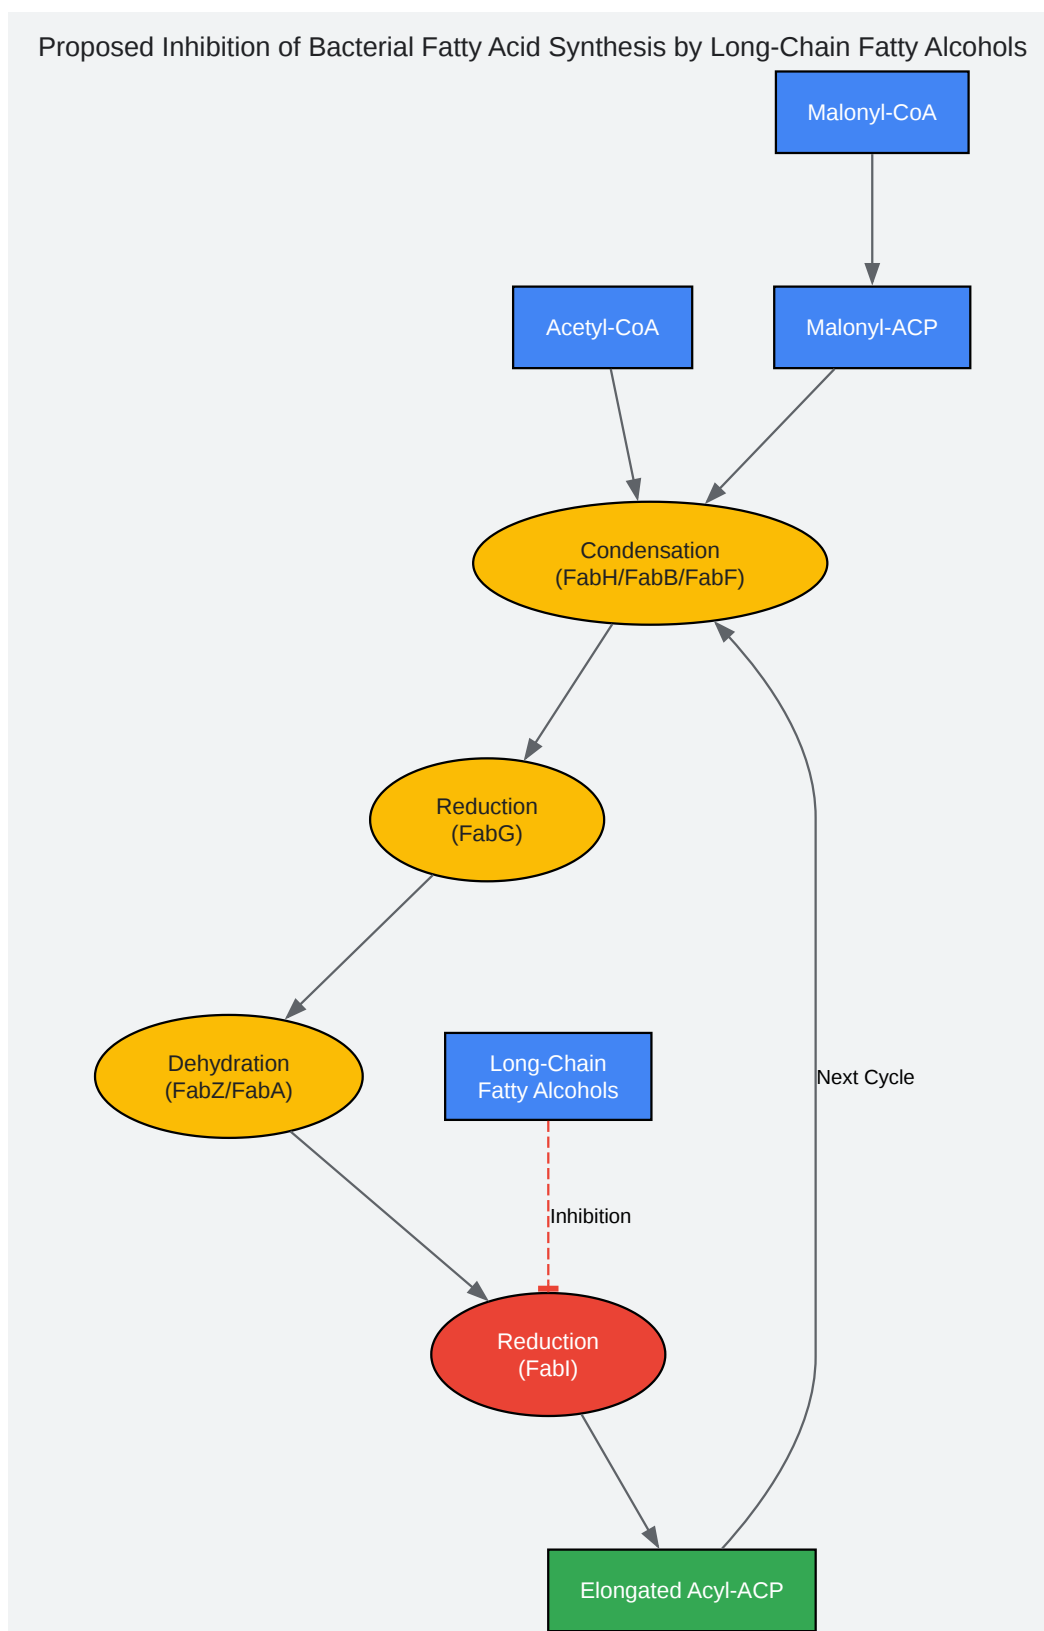 Proposed Inhibition of Bacterial Fatty Acid Synthesis by Long-Chain Fatty Alcohols
Malonyl-CoA
Acetyl-CoA
Malonyl-ACP
Condensation
(FabH/FabB/FabF)
Reduction
(FabG)
Dehydration
(FabZ/FabA)
Long-Chain
Fatty Alcohols
Next Cycle
Inhibition
Reduction
(FabI)
Elongated Acyl-ACP